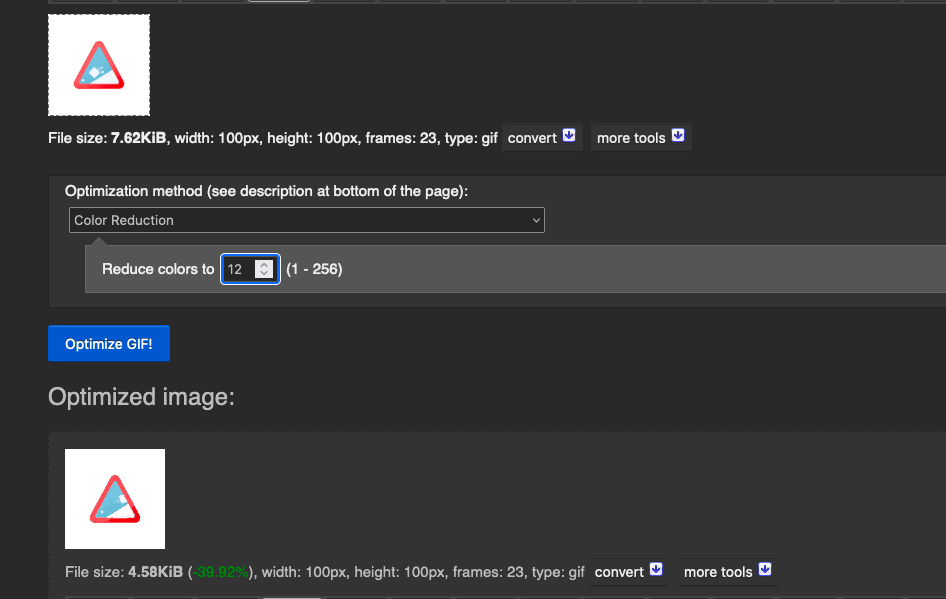 File size: 7.62KiB, width: 100px, height: 100px, frames: 23, type: gif convert more tools
Optimization method (see description at bottom of the page):
Color Reduction
Reduce colors to 12 (1 - 256)
Optimize GIF!
Optimized image:
File size: 4.58KiB (-39.92%), width: 100px, height: 100px, frames: 23, type: gif convert more tools